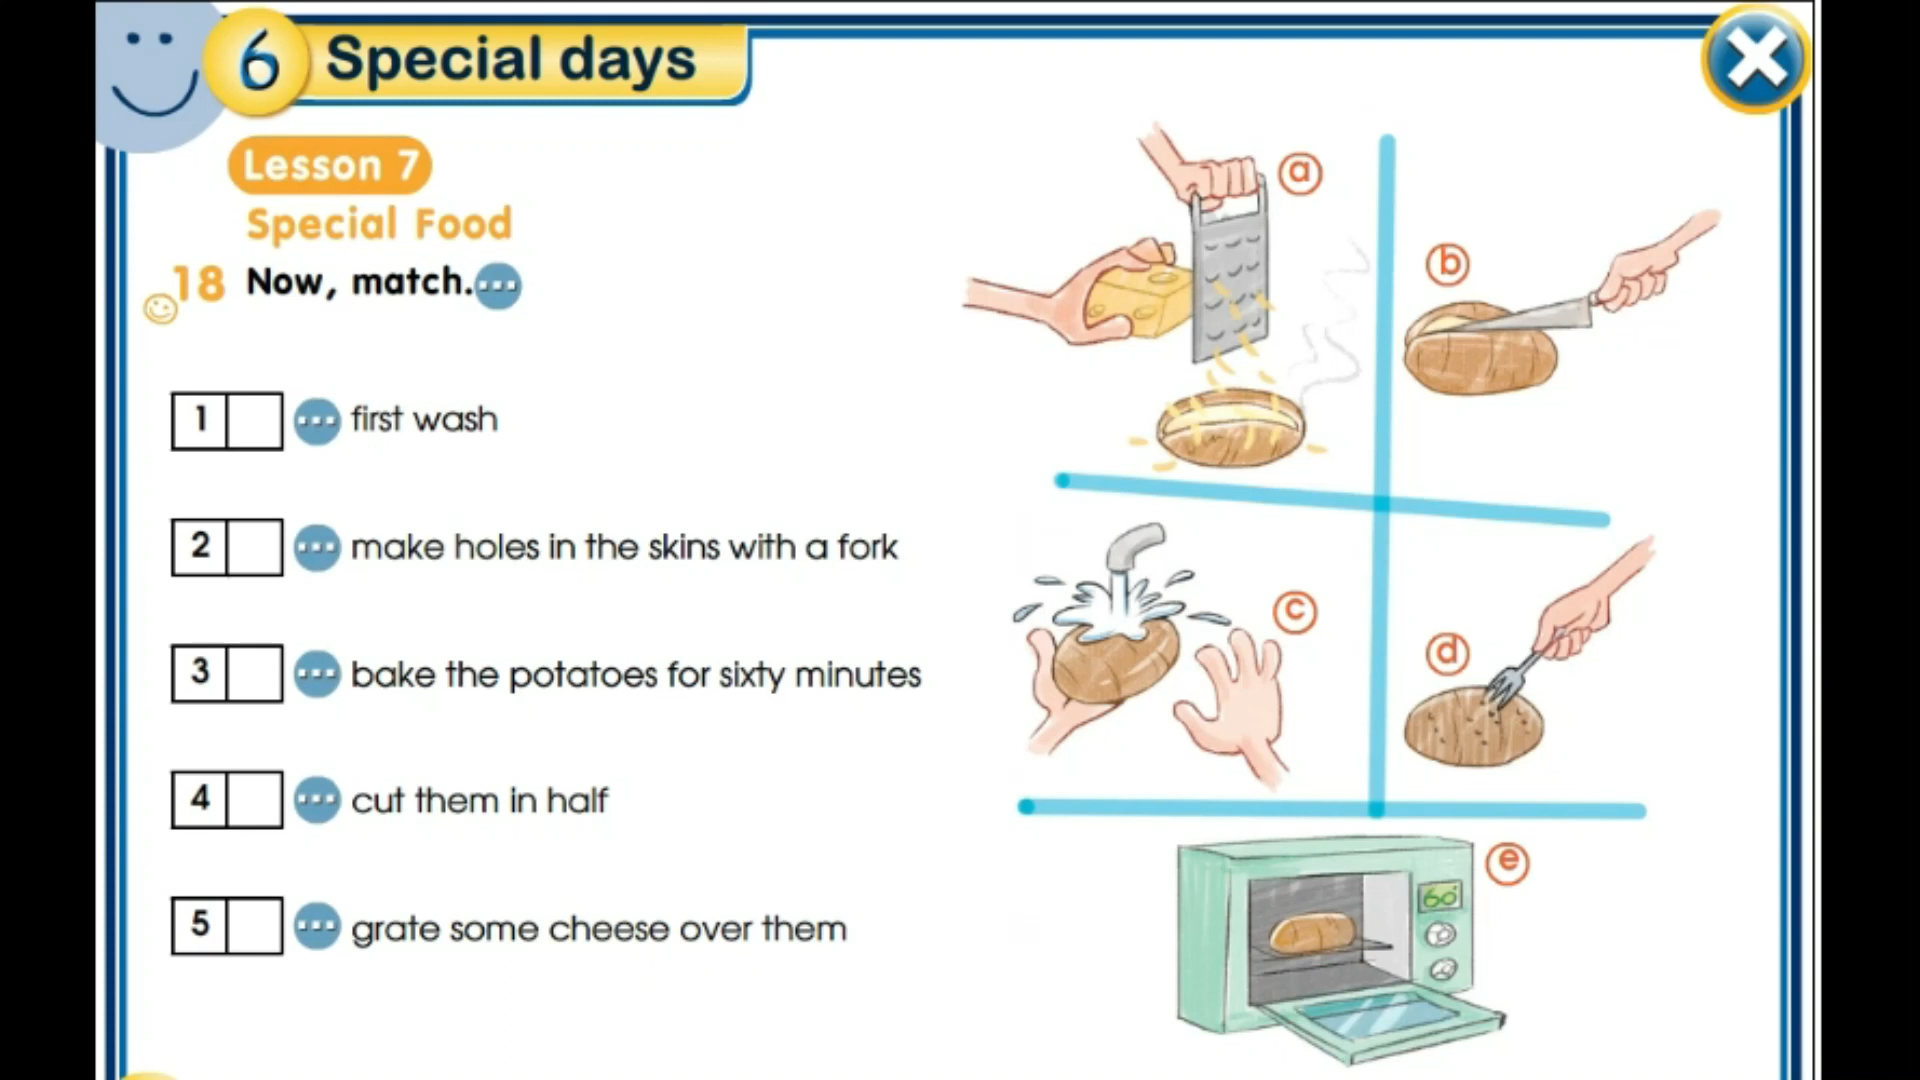 6 Special days
Lesson 7
Special Food
18 Now, match.
1 first wash
2 make holes in the skins with a fork
3 bake the potatoes for sixty minutes
4 cut them in half
5 grate some cheese over them
a
b
c
d
e
60'